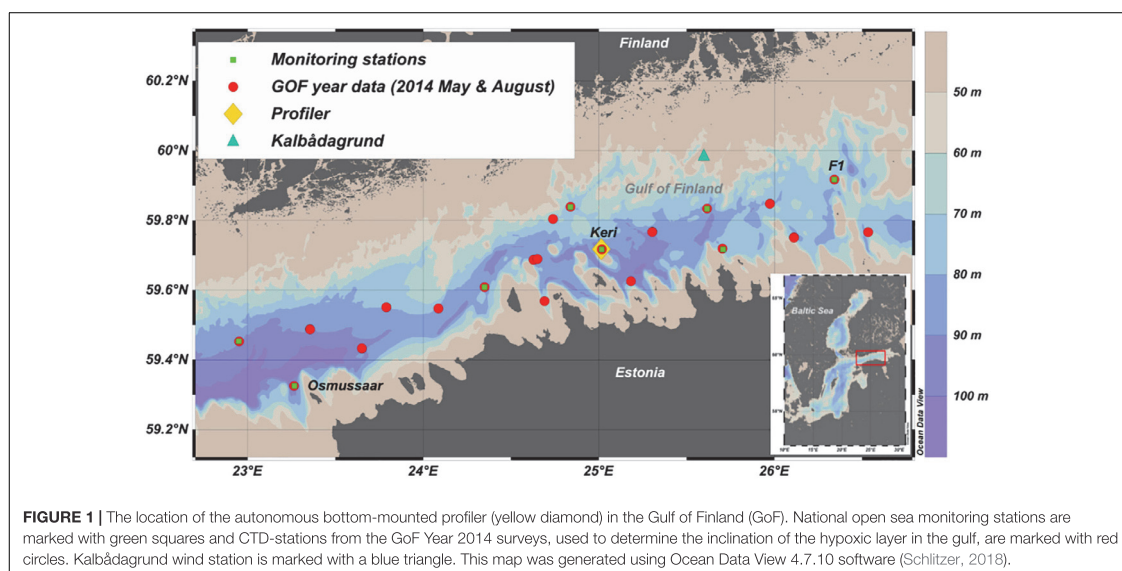 Finland
Monitoring stations
GOF year data (2014 May & August)
Profiler
Kalbådagrund
60.2°N
60°N
59.8°N
59.6°N
59.4°N
59.2°N
F1
Gulf of Finland
Keri
Osmussaar
Estonia
Baltic Sea
23°E
24°E
25°E
26°E
50 m
60 m
70 m
80 m
90 m
100 m
Ocean Data View
FIGURE 1 | The location of the autonomous bottom-mounted profiler (yellow diamond) in the Gulf of Finland (GoF). National open sea monitoring stations are
marked with green squares and CTD-stations from the GoF Year 2014 surveys, used to determine the inclination of the hypoxic layer in the gulf, are marked with red
circles. Kalbådagrund wind station is marked with a blue triangle. This map was generated using Ocean Data View 4.7.10 software (Schlitzer, 2018).